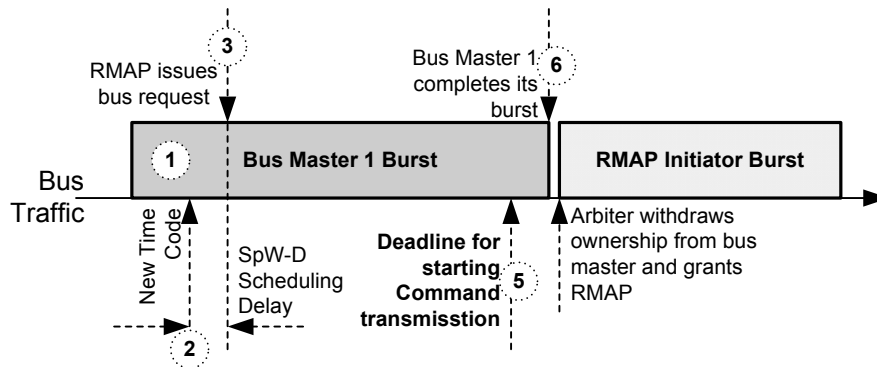 3
RMAP issues
bus request
Bus Master 1
completes its
burst
6
1
Bus Master 1 Burst
RMAP Initiator Burst
Bus
Traffic
New Time
Code
SpW-D
Scheduling
Delay
2
Deadline for
starting
Command
transmisstion
5
Arbiter withdraws
ownership from bus
master and grants
RMAP